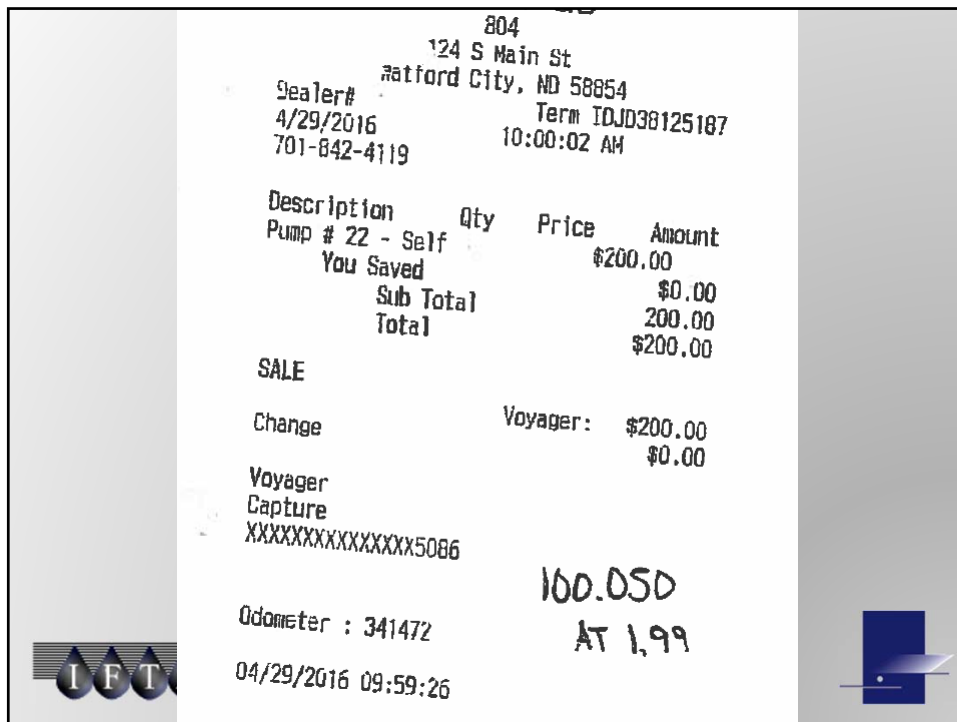 804
124 S Main St
atford City, ND 58854
Dealer#
Term IDJD38125187
4/29/2016
10:00:02 AM
701-842-4119
Description Qty Price Amount
Pump # 22 - Self $200.00
You Saved $0.00
Sub Total 200.00
Total $200.00
SALE
Voyager: $200.00
Change $0.00
Voyager
Capture
XXXXXXXXXXXXXXX5086
100.050
AT 1.99
Odometer : 341472
04/29/2016 09:59:26
I F T